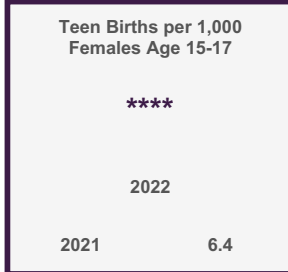 Teen Births per 1,000
Females Age 15-17
****
2022
2021 6.4